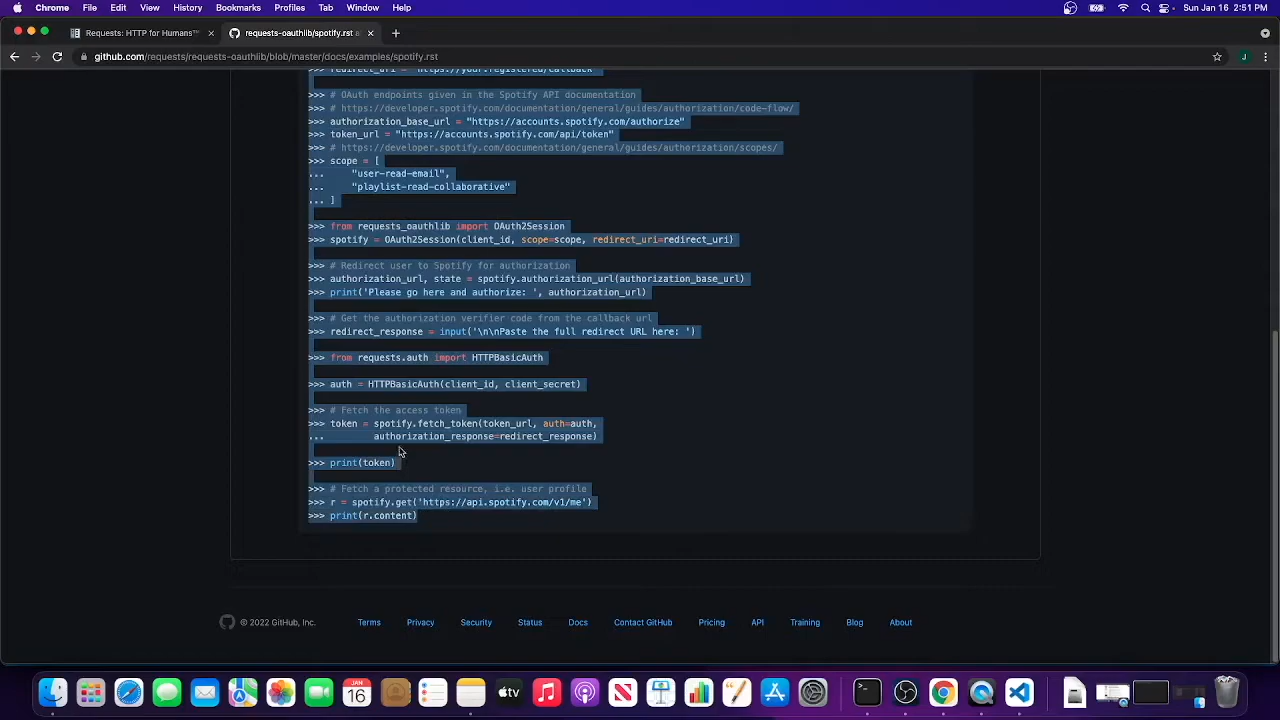 Chrome File Edit View History Bookmarks Profiles Tab Window Help Sun Jan 16 2:51 PM
Requests: HTTP for Humans™ requests-oauthlib/spotify.rst a
github.com/requests/requests-oauthlib/blob/master/docs/examples/spotify.rst
>>> redirect_uri = "https://your.registered/callback"
>>> # OAuth endpoints given in the Spotify API documentation
>>> # https://developer.spotify.com/documentation/general/guides/authorization/code-flow/
>>> authorization_base_url = "https://accounts.spotify.com/authorize"
>>> token_url = "https://accounts.spotify.com/api/token"
>>> # https://developer.spotify.com/documentation/general/guides/authorization/scopes/
>>> scope = [
... "user-read-email",
... "playlist-read-collaborative"
... ]
>>> from requests_oauthlib import OAuth2Session
>>> spotify = OAuth2Session(client_id, scope=scope, redirect_uri=redirect_uri)
>>> # Redirect user to Spotify for authorization
>>> authorization_url, state = spotify.authorization_url(authorization_base_url)
>>> print('Please go here and authorize: ', authorization_url)
>>> # Get the authorization verifier code from the callback url
>>> redirect_response = input('\n\nPaste the full redirect URL here: ')
>>> from requests.auth import HTTPBasicAuth
>>> auth = HTTPBasicAuth(client_id, client_secret)
>>> # Fetch the access token
>>> token = spotify.fetch_token(token_url, auth=auth,
... authorization_response=redirect_response)
>>> print(token)
>>> # Fetch a protected resource, i.e. user profile
>>> r = spotify.get('https://api.spotify.com/v1/me')
>>> print(r.content)
© 2022 GitHub, Inc. Terms Privacy Security Status Docs Contact GitHub Pricing API Training Blog About
JAN
16
tv